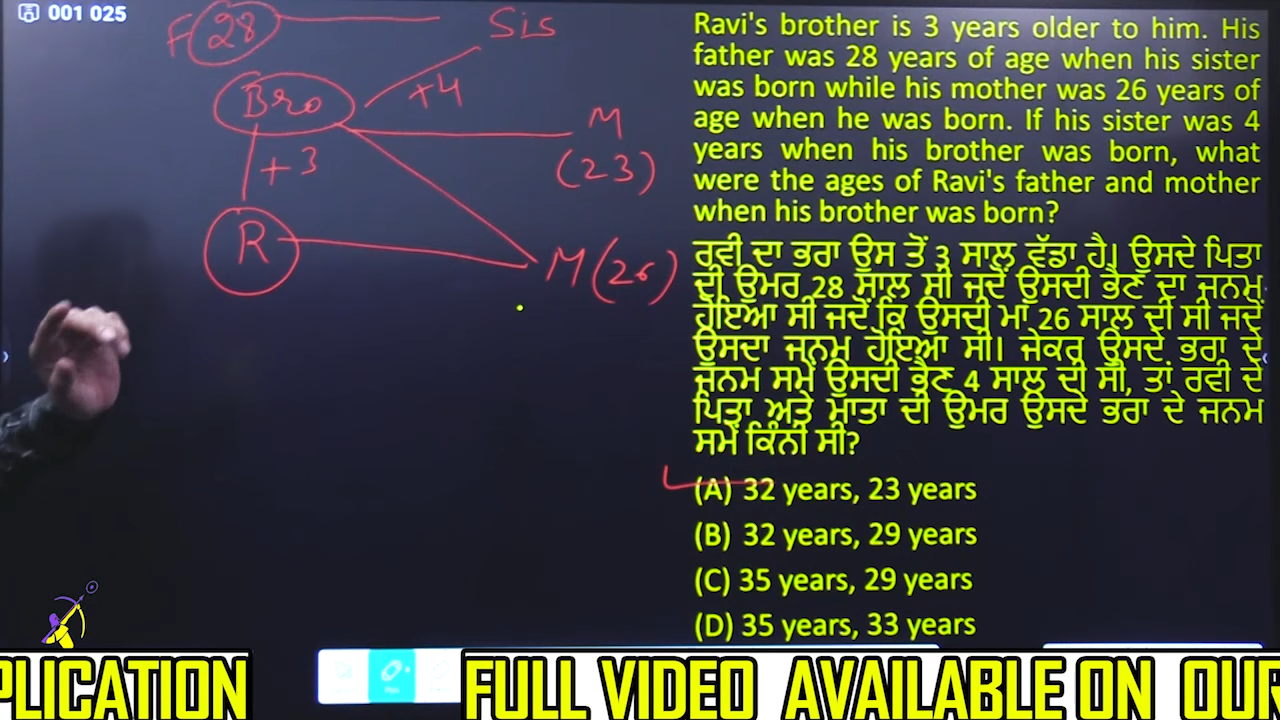 001 025
F 28
Sis
Bro
+4
M
(23)
+3
R
M (26)
Ravi's brother is 3 years older to him. His
father was 28 years of age when his sister
was born while his mother was 26 years of
age when he was born. If his sister was 4
years when his brother was born, what
were the ages of Ravi's father and mother
when his brother was born?
ਰਵੀ ਦਾ ਭਰਾ ਉਸ ਤੋਂ 3 ਸਾਲ ਵੱਡਾ ਹੈ। ਉਸਦੇ ਪਿਤਾ
ਦੀ ਉਮਰ 28 ਸਾਲ ਸੀ ਜਦੋਂ ਉਸਦੀ ਭੈਣ ਦਾ ਜਨਮ
ਹੋਇਆ ਸੀ ਜਦੋਂ ਕਿ ਉਸਦੀ ਮਾਂ 26 ਸਾਲ ਦੀ ਸੀ ਜਦੋਂ
ਉਸਦਾ ਜਨਮ ਹੋਇਆ ਸੀ। ਜੇਕਰ ਉਸਦੇ ਭਰਾ ਦੇ
ਜਨਮ ਸਮੇਂ ਉਸਦੀ ਭੈਣ 4 ਸਾਲ ਦੀ ਸੀ, ਤਾਂ ਰਵੀ ਦੇ
ਪਿਤਾ ਅਤੇ ਮਾਤਾ ਦੀ ਉਮਰ ਉਸਦੇ ਭਰਾ ਦੇ ਜਨਮ
ਸਮੇਂ ਕਿੰਨੀ ਸੀ?
(A) 32 years, 23 years
(B) 32 years, 29 years
(C) 35 years, 29 years
(D) 35 years, 33 years
PLICATION FULL VIDEO AVAILABLE ON OUR